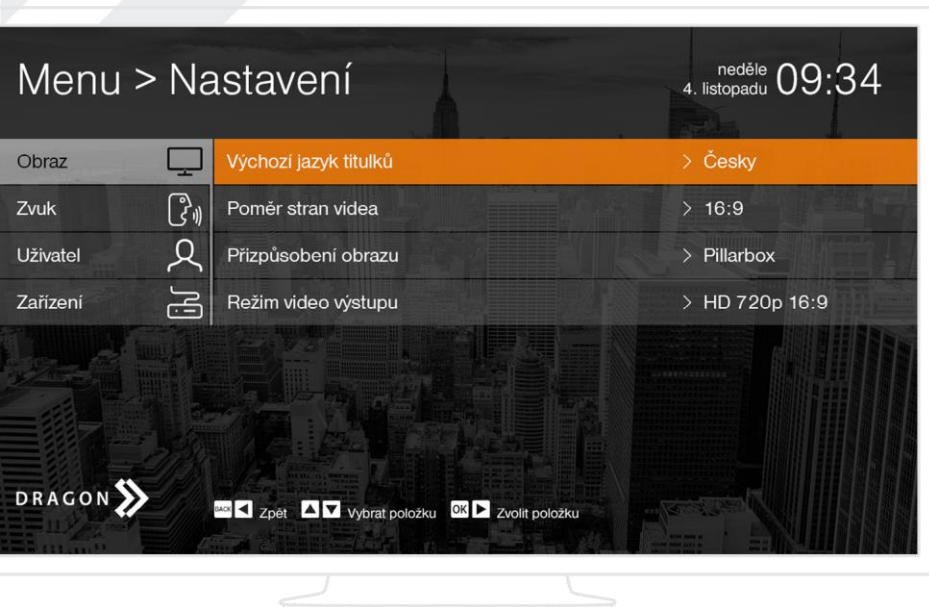 Menu > Nastavení
neděle
4. listopadu 09:34
Obraz
Výchozí jazyk titulků > Česky
Zvuk
Poměr stran videa > 16:9
Uživatel
Přizpůsobení obrazu > Pillarbox
Zařízení
Režim video výstupu > HD 720p 16:9
DRAGON
BACK Zpět Vybrat položku OK Zvolit položku